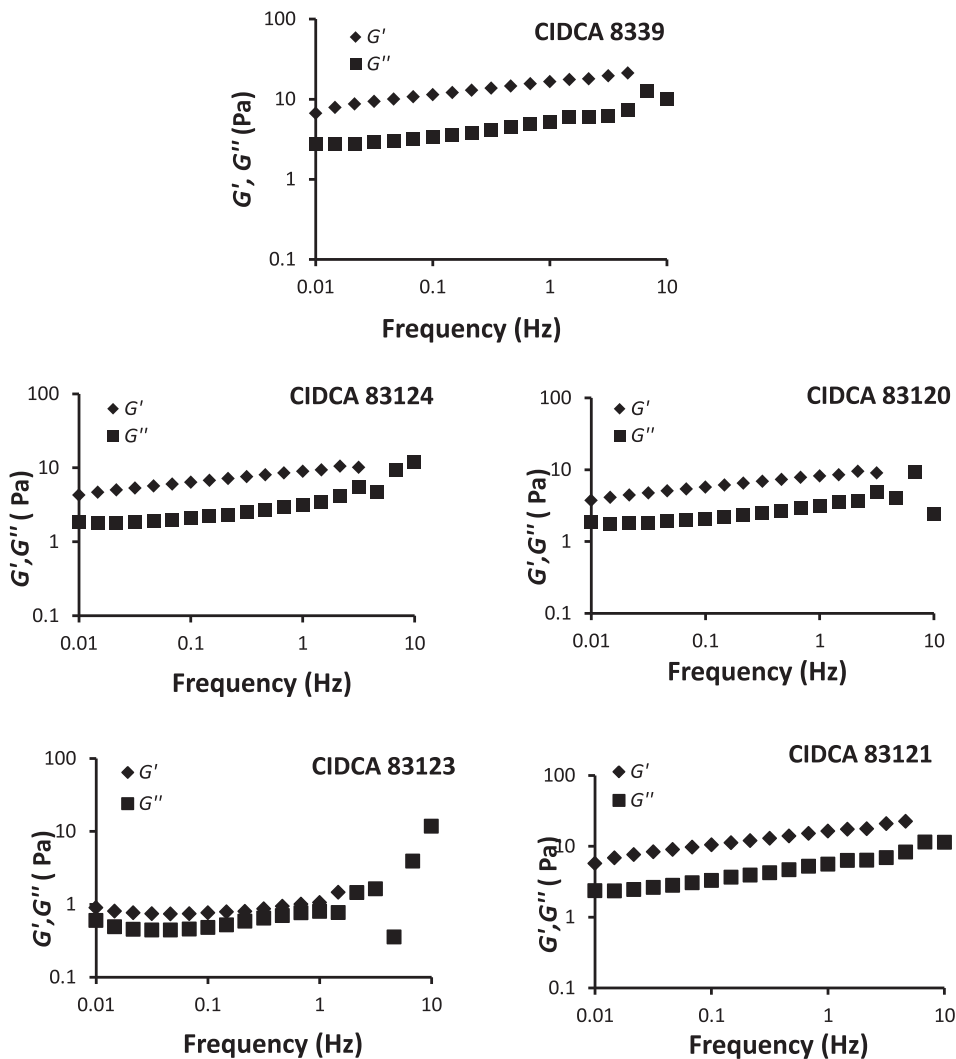 CIDCA 8339
G'
G''
G', G'' (Pa)
100
10
1
0.1
0.01 0.1 1 10
Frequency (Hz)
CIDCA 83124
G'
G''
G',G'' ( Pa)
100
10
1
0.1
0.01 0.1 1 10
Frequency (Hz)
CIDCA 83120
G'
G''
G',G'' ( Pa)
100
10
1
0.1
0.01 0.1 1 10
Frequency (Hz)
CIDCA 83123
G'
G''
G',G'' ( Pa)
100
10
1
0.1
0.01 0.1 1 10
Frequency (Hz)
CIDCA 83121
G'
G''
G',G'' ( Pa)
100
10
1
0.1
0.01 0.1 1 10
Frequency (Hz)